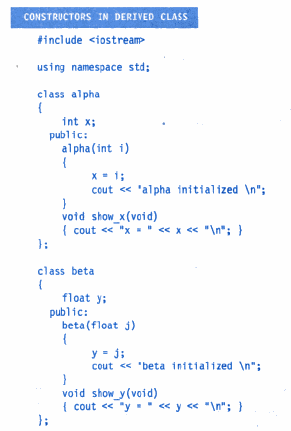 CONSTRUCTORS IN DERIVED CLASS
#include <iostream>
using namespace std;
class alpha
{
int x;
public:
alpha(int i)
{
x = i;
cout << "alpha initialized \n";
}
void show_x(void)
{ cout << "x = " << x << "\n"; }
};
class beta
{
float y;
public:
beta(float j)
{
y = j;
cout << "beta initialized \n";
}
void show_y(void)
{ cout << "y = " << y << "\n"; }
};